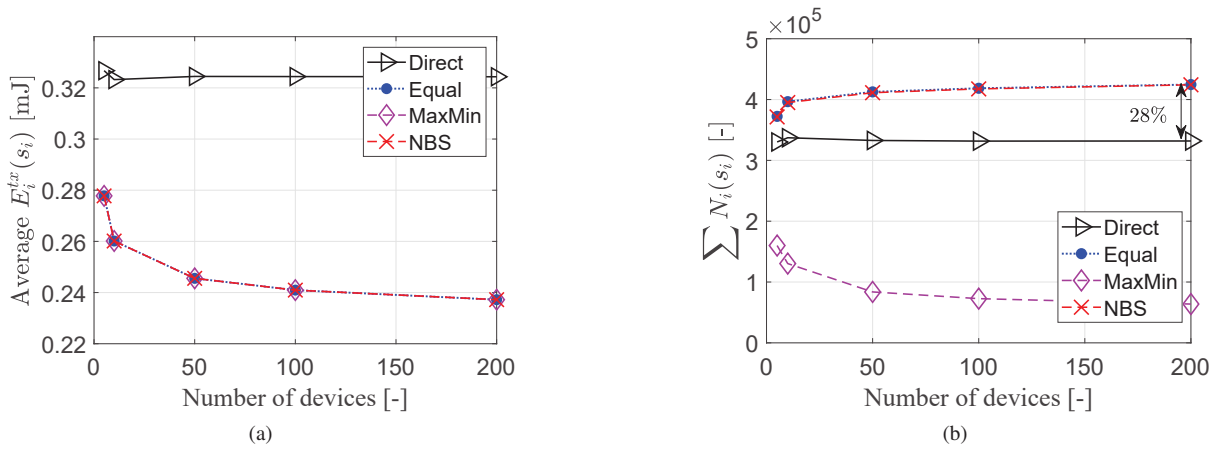 Average E_i^{tx}(s_i) [mJ]
0.32
0.3
0.28
0.26
0.24
0.22
0
50
100
150
200
Number of devices [-]
Direct
Equal
MaxMin
NBS
(a)
∑ N_i(s_i) [-]
×10^5
5
4
3
2
1
0
0
50
100
150
200
Number of devices [-]
28%
Direct
Equal
MaxMin
NBS
(b)